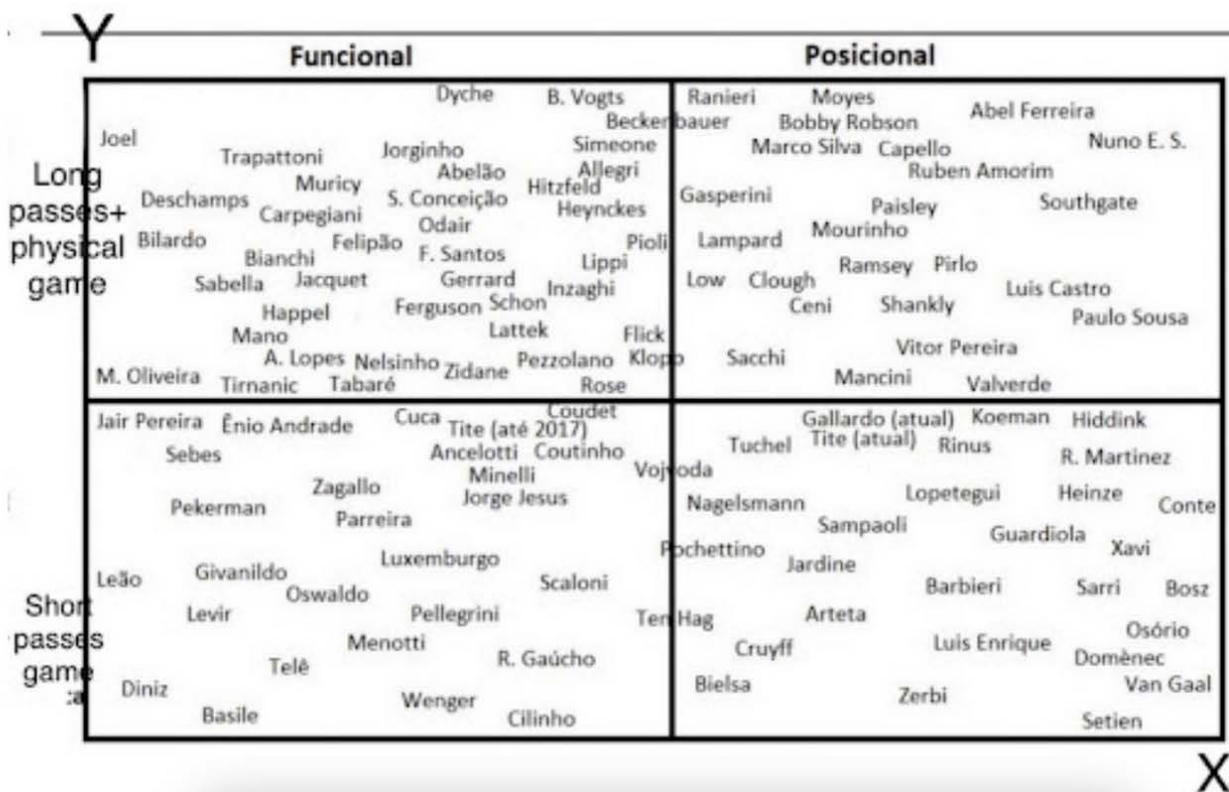 Y
Funcional
Posicional
Dyche
B. Vogts
Ranieri
Moyes
Abel Ferreira
Beckenbauer
Bobby Robson
Joel
Nuno E. S.
Simeone
Marco Silva
Capello
Trapattoni
Jorginho
Abelão
Allegri
Ruben Amorim
Muricy
Hitzfeld
Long
passes+
physical
game
Deschamps
S. Conceição
Heynckes
Gasperini
Paisley
Southgate
Carpegiani
Odair
Mourinho
Bilardo
Felipão
Pioli
Lampard
Bianchi
F. Santos
Lippi
Ramsey
Pirlo
Sabella
Jacquet
Gerrard
Inzaghi
Low
Clough
Luis Castro
Happel
Ferguson
Schon
Ceni
Shankly
Paulo Sousa
Mano
Lattek
Flick
Vitor Pereira
A. Lopes
Nelsinho
Pezzolano
Klopp
Sacchi
M. Oliveira
Zidane
Mancini
Tirnanic
Tabaré
Rose
Valverde
Jair Pereira
Ênio Andrade
Cuca
Coudet
Gallardo (atual)
Koeman
Hiddink
Tite (até 2017)
Tuchel
Tite (atual)
Rinus
Sebes
Ancelotti
Coutinho
R. Martinez
Minelli
Vojvoda
Zagallo
Jorge Jesus
Nagelsmann
Lopetegui
Heinze
Conte
Pekerman
Parreira
Sampaoli
Guardiola
Luxemburgo
Pochettino
Xavi
Leão
Givanildo
Scaloni
Jardine
Oswaldo
Barbieri
Sarri
Bosz
Short
passes
game
:a
Levir
Pellegrini
Ten Hag
Arteta
Menotti
Cruyff
Luis Enrique
Osório
Telê
R. Gaúcho
Domènec
Diniz
Bielsa
Van Gaal
Basile
Wenger
Cilinho
Zerbi
Setien
X